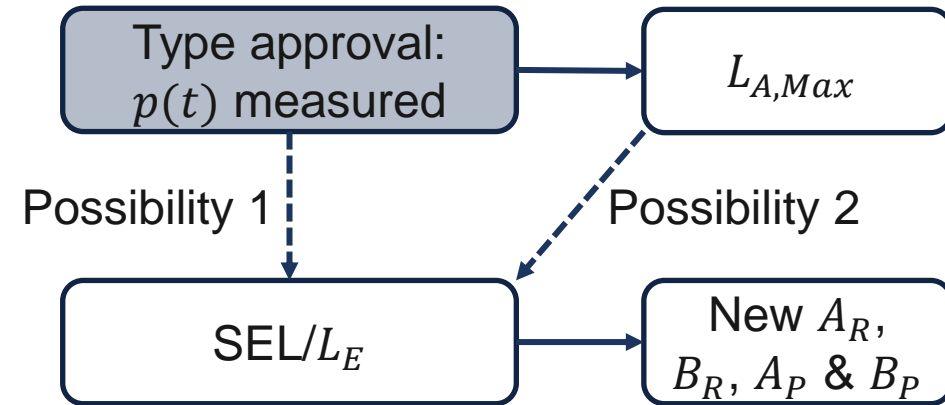 Type approval:
p(t) measured
L_{A,Max}
Possibility 1
Possibility 2
SEL/L_E
New A_R,
B_R, A_P & B_P